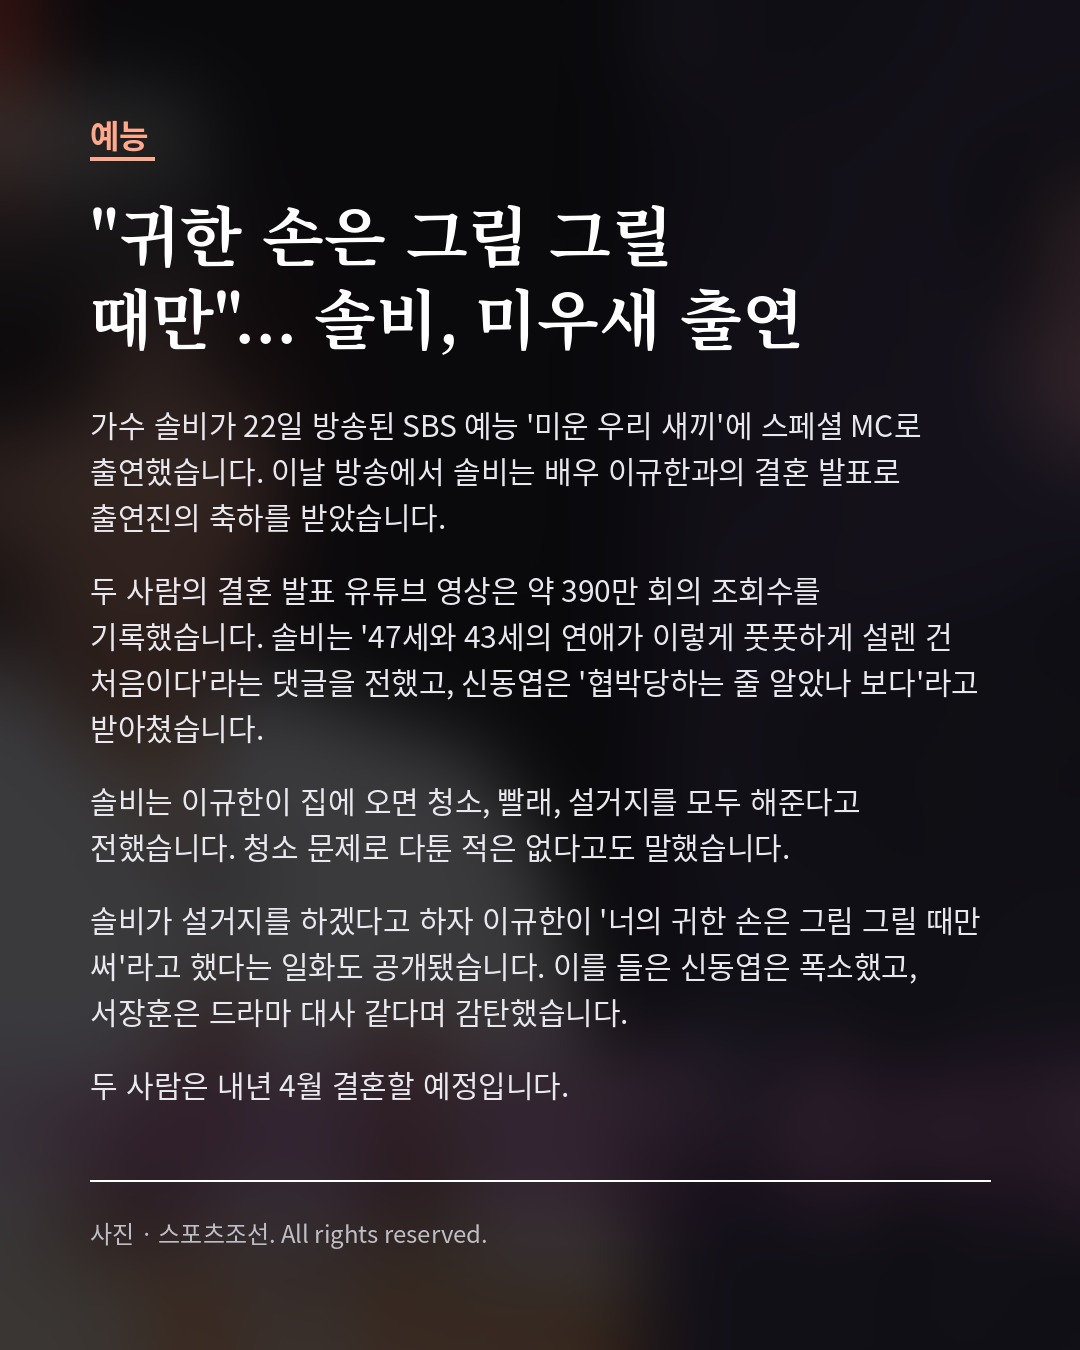 예능
"귀한 손은 그림 그릴
때만"... 솔비, 미우새 출연
가수 솔비가 22일 방송된 SBS 예능 '미운 우리 새끼'에 스페셜 MC로
출연했습니다. 이날 방송에서 솔비는 배우 이규한과의 결혼 발표로
출연진의 축하를 받았습니다.
두 사람의 결혼 발표 유튜브 영상은 약 390만 회의 조회수를
기록했습니다. 솔비는 '47세와 43세의 연애가 이렇게 풋풋하게 설렌 건
처음이다'라는 댓글을 전했고, 신동엽은 '협박당하는 줄 알았나 보다'라고
받아쳤습니다.
솔비는 이규한이 집에 오면 청소, 빨래, 설거지를 모두 해준다고
전했습니다. 청소 문제로 다툰 적은 없다고도 말했습니다.
솔비가 설거지를 하겠다고 하자 이규한이 '너의 귀한 손은 그림 그릴 때만
써'라고 했다는 일화도 공개됐습니다. 이를 들은 신동엽은 폭소했고,
서장훈은 드라마 대사 같다며 감탄했습니다.
두 사람은 내년 4월 결혼할 예정입니다.
사진 · 스포츠조선. All rights reserved.